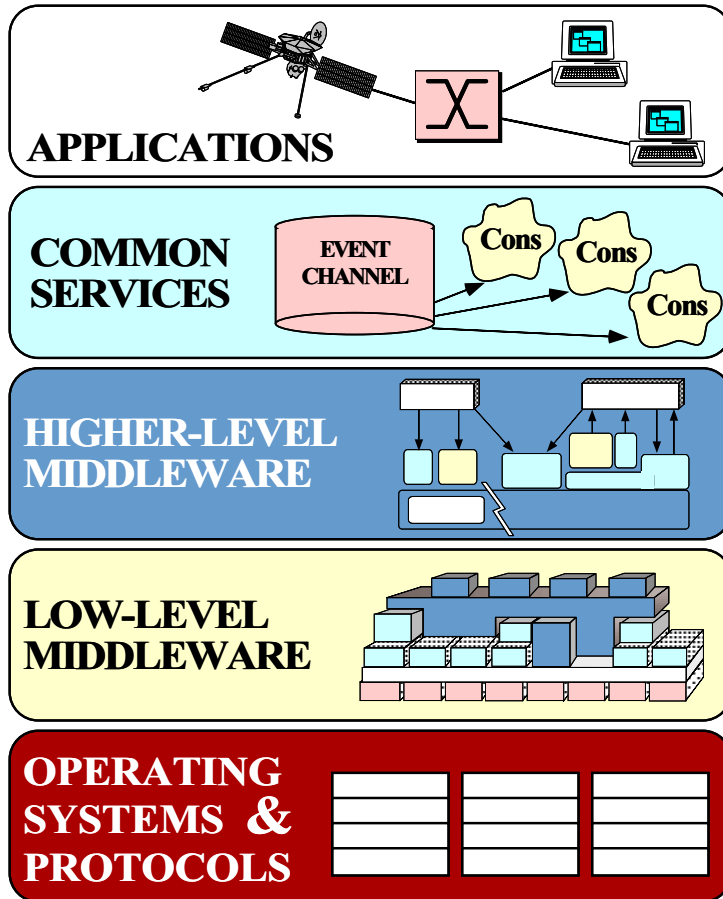 APPLICATIONS
COMMON
SERVICES
EVENT
CHANNEL
Cons
Cons
Cons
HIGHER-LEVEL
MIDDLEWARE
LOW-LEVEL
MIDDLEWARE
OPERATING
SYSTEMS &
PROTOCOLS